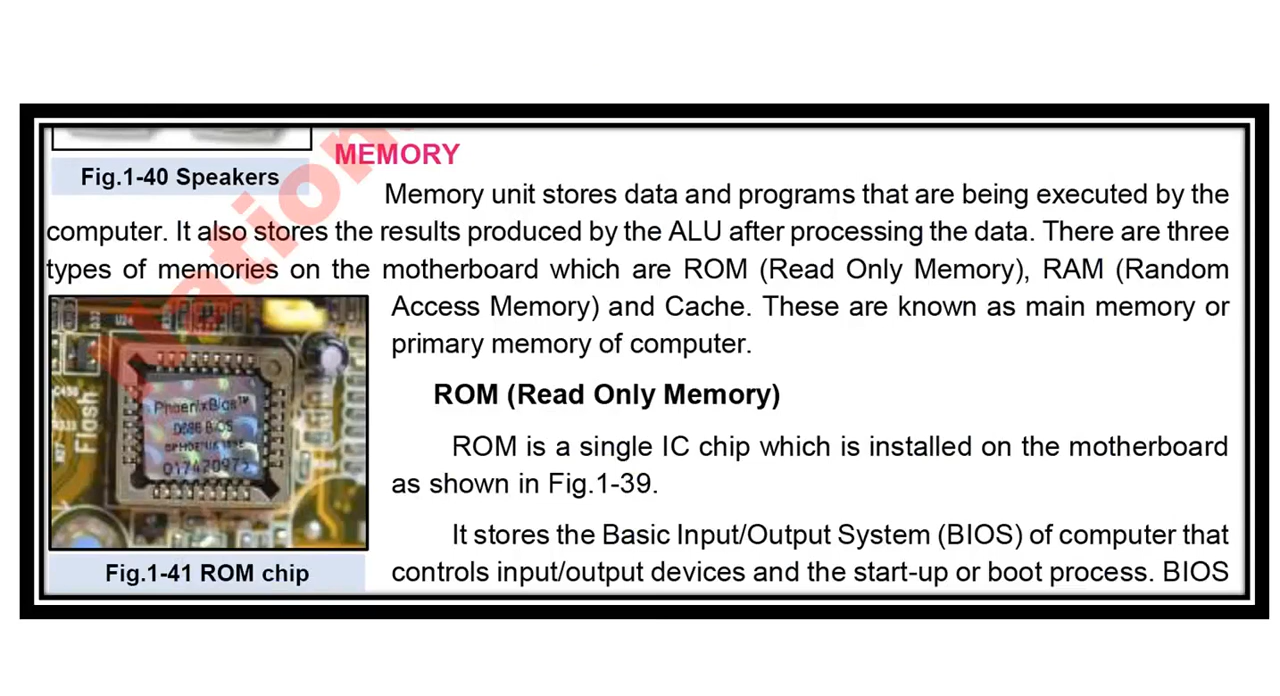 Fig.1-40 Speakers
MEMORY
Memory unit stores data and programs that are being executed by the
computer. It also stores the results produced by the ALU after processing the data. There are three
types of memories on the motherboard which are ROM (Read Only Memory), RAM (Random
Access Memory) and Cache. These are known as main memory or
primary memory of computer.
ROM (Read Only Memory)
ROM is a single IC chip which is installed on the motherboard
as shown in Fig.1-39.
It stores the Basic Input/Output System (BIOS) of computer that
controls input/output devices and the start-up or boot process. BIOS
U24
Flash
PhoenixBios™
D686 BIOS
Fig.1-41 ROM chip